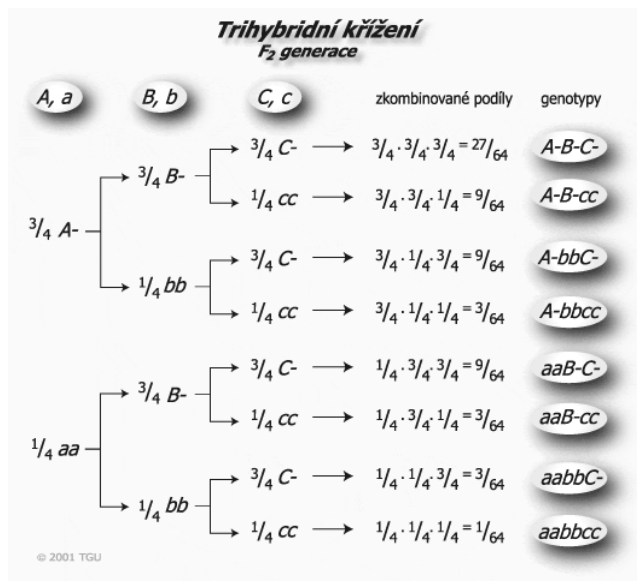 Trihybridní křížení
F2 generace
A, a B, b C, c zkombinované podíly genotypy
3/4 C- 3/4 · 3/4 · 3/4 = 27/64 A-B-C-
3/4 B-
1/4 cc 3/4 · 3/4 · 1/4 = 9/64 A-B-cc
3/4 A-
3/4 C- 3/4 · 1/4 · 3/4 = 9/64 A-bbC-
1/4 bb
1/4 cc 3/4 · 1/4 · 1/4 = 3/64 A-bbcc
3/4 C- 1/4 · 3/4 · 3/4 = 9/64 aaB-C-
3/4 B-
1/4 cc 1/4 · 3/4 · 1/4 = 3/64 aaB-cc
1/4 aa
3/4 C- 1/4 · 1/4 · 3/4 = 3/64 aabbC-
1/4 bb
1/4 cc 1/4 · 1/4 · 1/4 = 1/64 aabbcc
© 2001 TGU